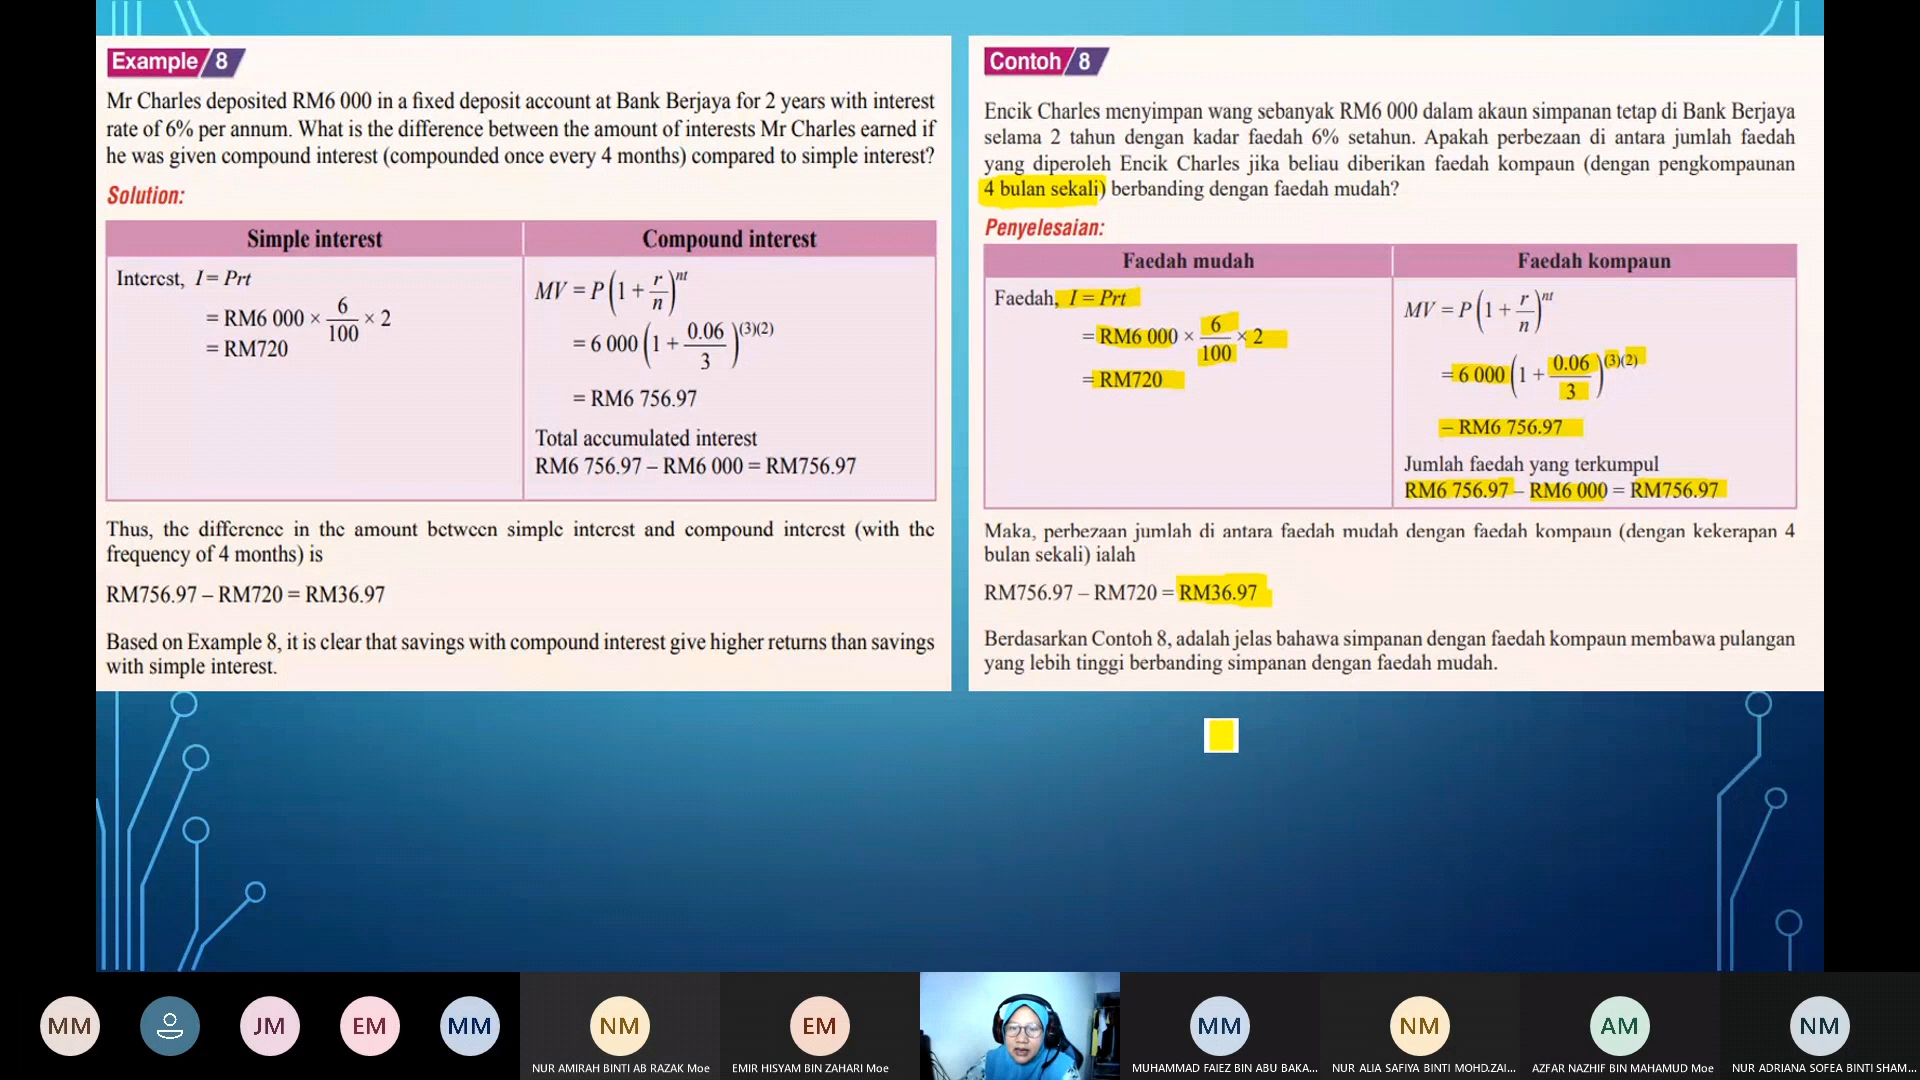 Example 8
Mr Charles deposited RM6 000 in a fixed deposit account at Bank Berjaya for 2 years with interest
rate of 6% per annum. What is the difference between the amount of interests Mr Charles earned if
he was given compound interest (compounded once every 4 months) compared to simple interest?
Solution:
Simple interest
Interest, I = Prt
= RM6 000 × 6/100 × 2
= RM720
Compound interest
MV = P(1 + r/n)^nt
= 6 000(1 + 0.06/3)^(3)(2)
= RM6 756.97
Total accumulated interest
RM6 756.97 – RM6 000 = RM756.97
Thus, the difference in the amount between simple interest and compound interest (with the
frequency of 4 months) is
RM756.97 – RM720 = RM36.97
Based on Example 8, it is clear that savings with compound interest give higher returns than savings
with simple interest.
Contoh 8
Encik Charles menyimpan wang sebanyak RM6 000 dalam akaun simpanan tetap di Bank Berjaya
selama 2 tahun dengan kadar faedah 6% setahun. Apakah perbezaan di antara jumlah faedah
yang diperoleh Encik Charles jika beliau diberikan faedah kompaun (dengan pengkompaunan
4 bulan sekali) berbanding dengan faedah mudah?
Penyelesaian:
Faedah mudah
Faedah, I = Prt
= RM6 000 × 6/100 × 2
= RM720
Faedah kompaun
MV = P(1 + r/n)^nt
= 6 000(1 + 0.06/3)^(3)(2)
– RM6 756.97
Jumlah faedah yang terkumpul
RM6 756.97 – RM6 000 = RM756.97
Maka, perbezaan jumlah di antara faedah mudah dengan faedah kompaun (dengan kekerapan 4
bulan sekali) ialah
RM756.97 – RM720 = RM36.97
Berdasarkan Contoh 8, adalah jelas bahawa simpanan dengan faedah kompaun membawa pulangan
yang lebih tinggi berbanding simpanan dengan faedah mudah.
MM
JM
EM
MM
NM
EM
MM
NM
AM
NM
NUR AMIRAH BINTI AB RAZAK Moe
EMIR HISYAM BIN ZAHARI Moe
MUHAMMAD FAIEZ BIN ABU BAKA...
NUR ALIA SAFIYA BINTI MOHD.ZAI...
AZFAR NAZHIF BIN MAHAMUD Moe
NUR ADRIANA SOFEA BINTI SHAM...